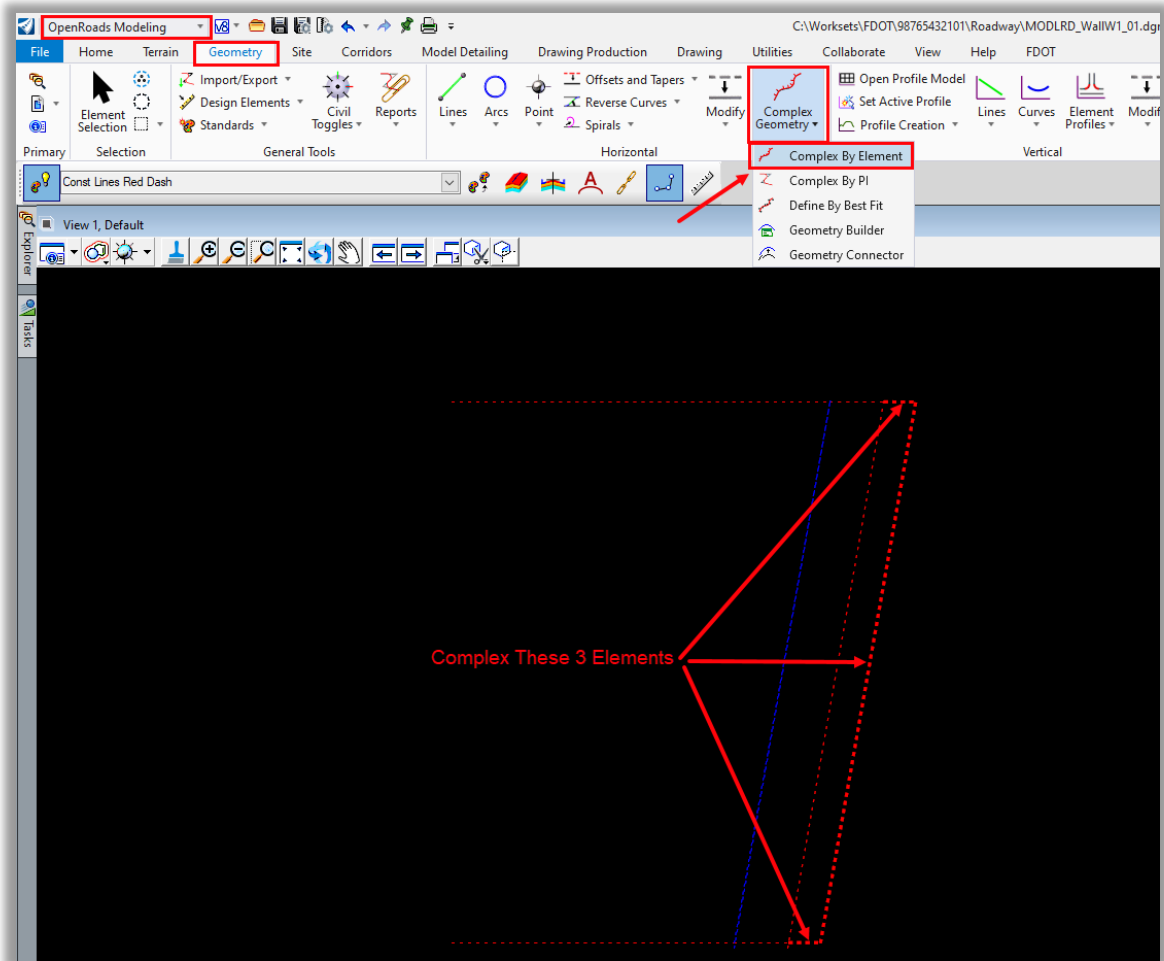 OpenRoads Modeling
C:\Worksets\FDOT\98765432101\Roadway\MODLRD_WallW1_01.dgn
File Home Terrain Geometry Site Corridors Model Detailing Drawing Production Drawing Utilities Collaborate View Help FDOT
Import/Export
Design Elements
Standards
Element Selection
Civil Toggles
Reports
Lines
Arcs
Point
Offsets and Tapers
Reverse Curves
Spirals
Modify
Complex Geometry
Open Profile Model
Set Active Profile
Profile Creation
Lines
Curves
Element Profiles
Primary Selection General Tools Horizontal Vertical
Complex By Element
Complex By PI
Define By Best Fit
Geometry Builder
Geometry Connector
Const Lines Red Dash
View 1, Default
Explorer
Tasks
Complex These 3 Elements